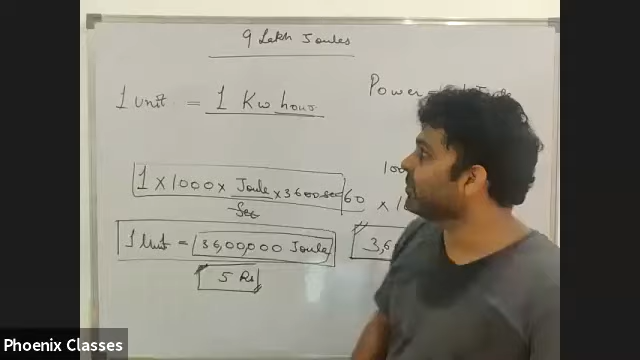 9 Lakh Joules
1 unit = 1 Kw hour
Power =
100
1 × 1000 × Joule × 3600 sec 60
Sec
× 1
1 Unit = 36,00,000 Joule
3,6
5 Rs
Phoenix Classes